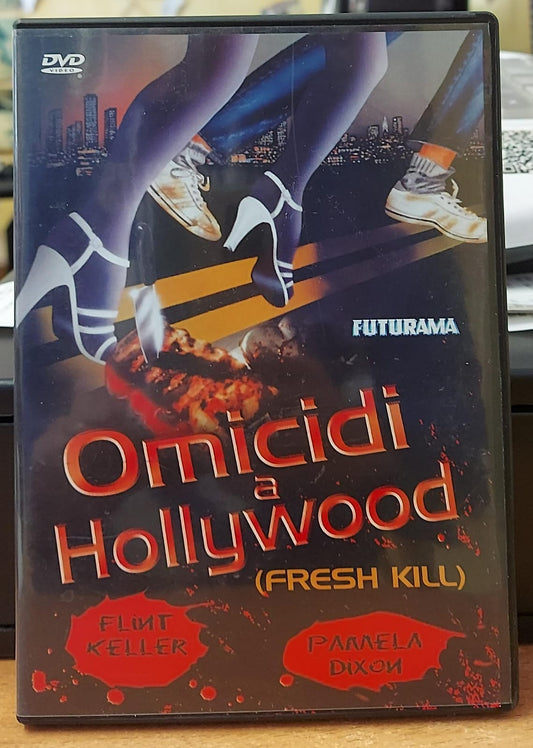 DVD
VIDEO
FUTURAMA
Omicidi
a
Hollywood
(FRESH KILL)
FLiNT
KELLER
PAMELA
DIXON